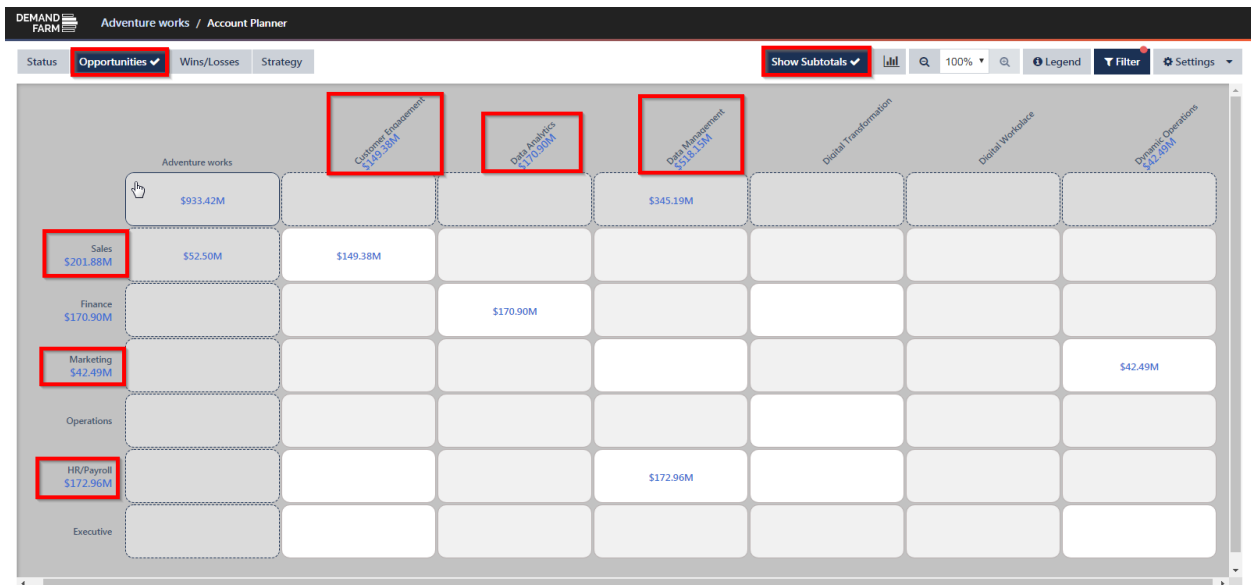 DEMAND
FARM
Adventure works / Account Planner
Status Opportunities ✔ Wins/Losses Strategy Show Subtotals ✔ 100% Legend Filter Settings
Customer Engagement
$149.38M
Data Analytics
$170.90M
Data Management
$518.15M
Digital Transformation
Digital Workplace
Dynamic Operations
$42.49M
Adventure works
$933.42M $345.19M
Sales
$201.88M
$52.50M $149.38M
Finance
$170.90M
$170.90M
Marketing
$42.49M
$42.49M
Operations
HR/Payroll
$172.96M
$172.96M
Executive